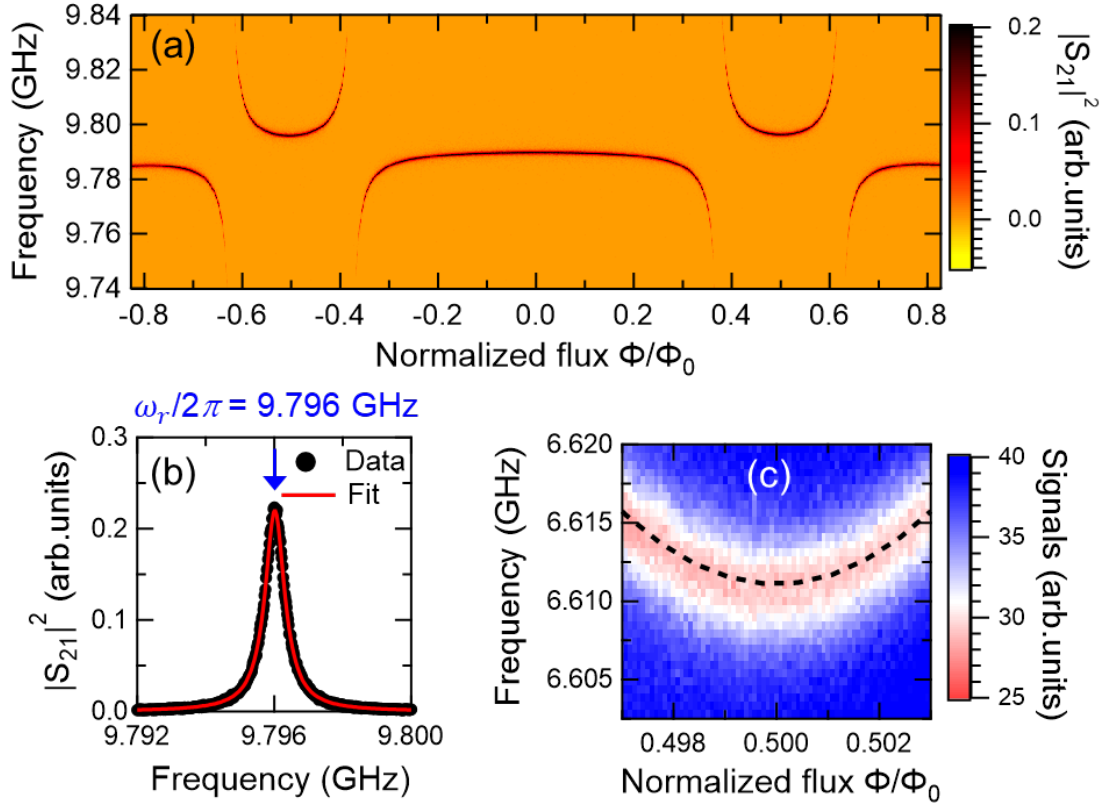 (a)
Frequency (GHz)
9.84
9.82
9.80
9.78
9.76
9.74
-0.8 -0.6 -0.4 -0.2 0.0 0.2 0.4 0.6 0.8
Normalized flux Φ/Φ0
0.2
0.1
0.0
|S21|2 (arb.units)
ωr/2π = 9.796 GHz
(b)
Data
Fit
|S21|2 (arb.units)
0.3
0.2
0.1
0.0
9.792 9.796 9.800
Frequency (GHz)
(c)
Frequency (GHz)
6.620
6.615
6.610
6.605
0.498 0.500 0.502
Normalized flux Φ/Φ0
40
35
30
25
Signals (arb.units)